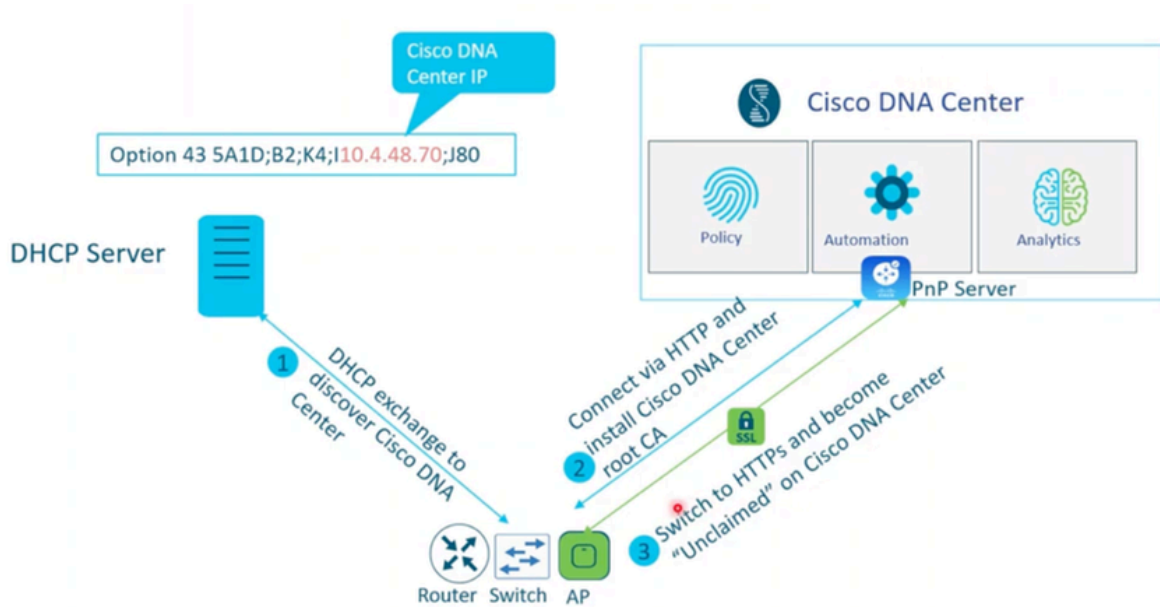 Cisco DNA
Center IP
Option 43 5A1D;B2;K4;I10.4.48.70;J80
DHCP Server
Cisco DNA Center
Policy
Automation
Analytics
PnP Server
1
DHCP exchange to
discover Cisco DNA
Center
2
Connect via HTTP and
install Cisco DNA Center
root CA
SSL
3
Switch to HTTPs and become
“Unclaimed” on Cisco DNA Center
Router
Switch
AP